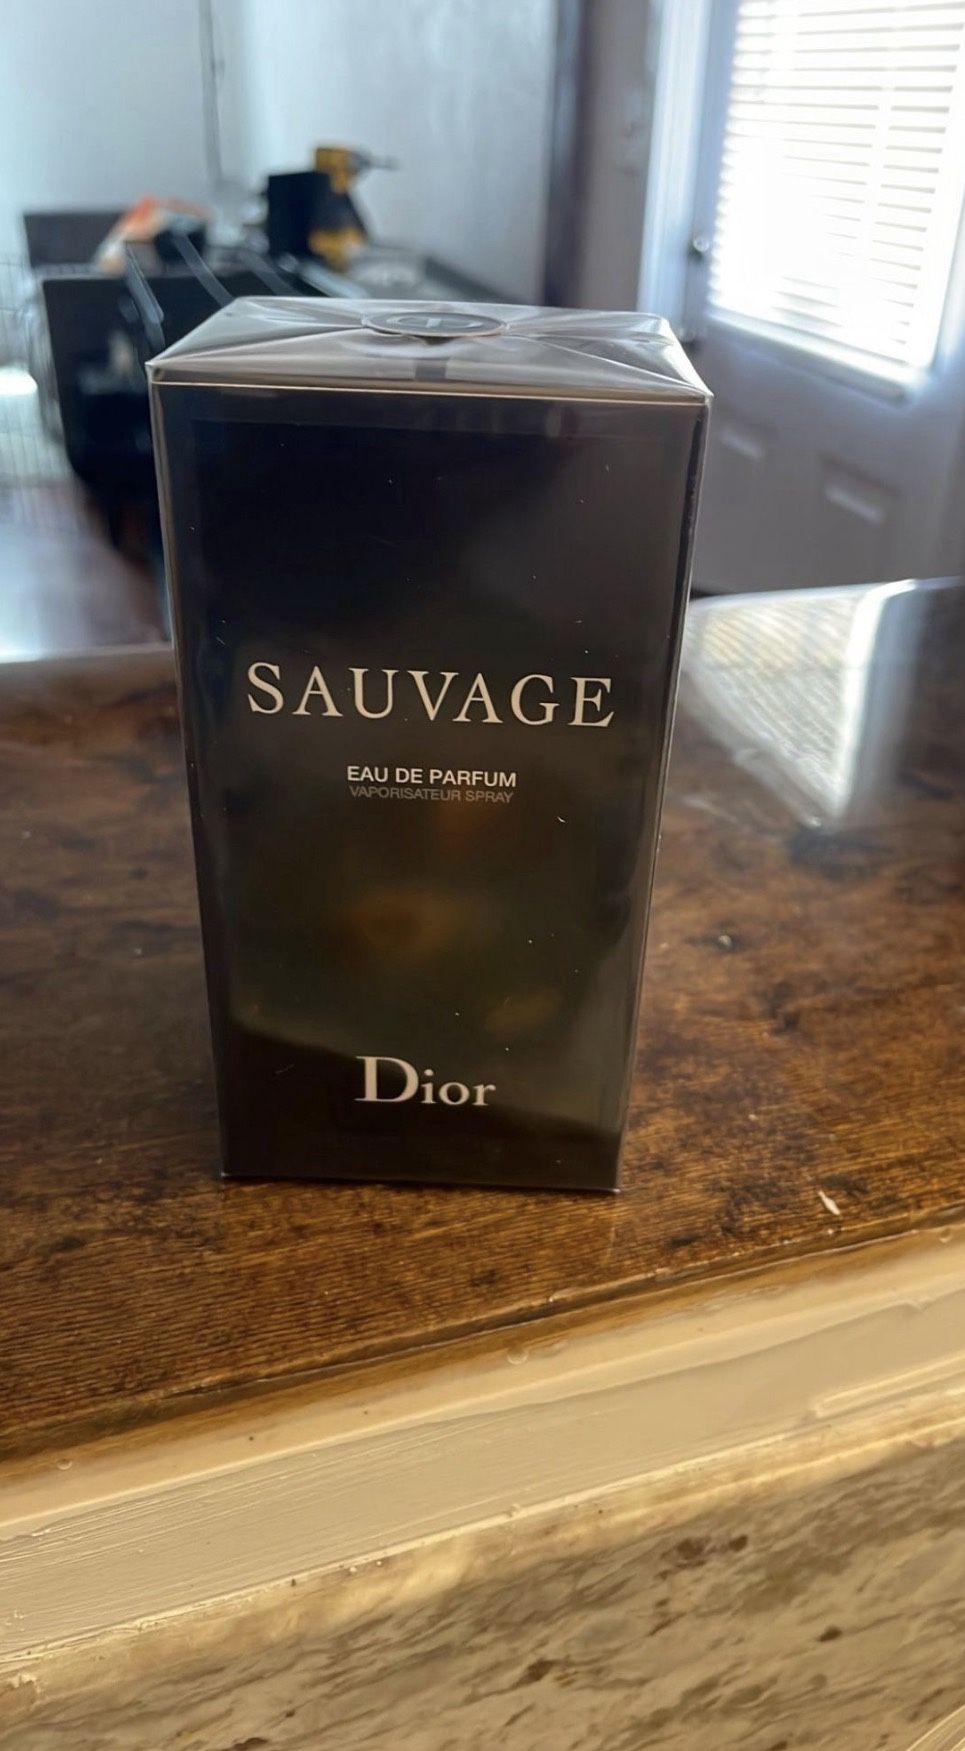 SAUVAGE
EAU DE PARFUM
VAPORISATEUR SPRAY
Dior